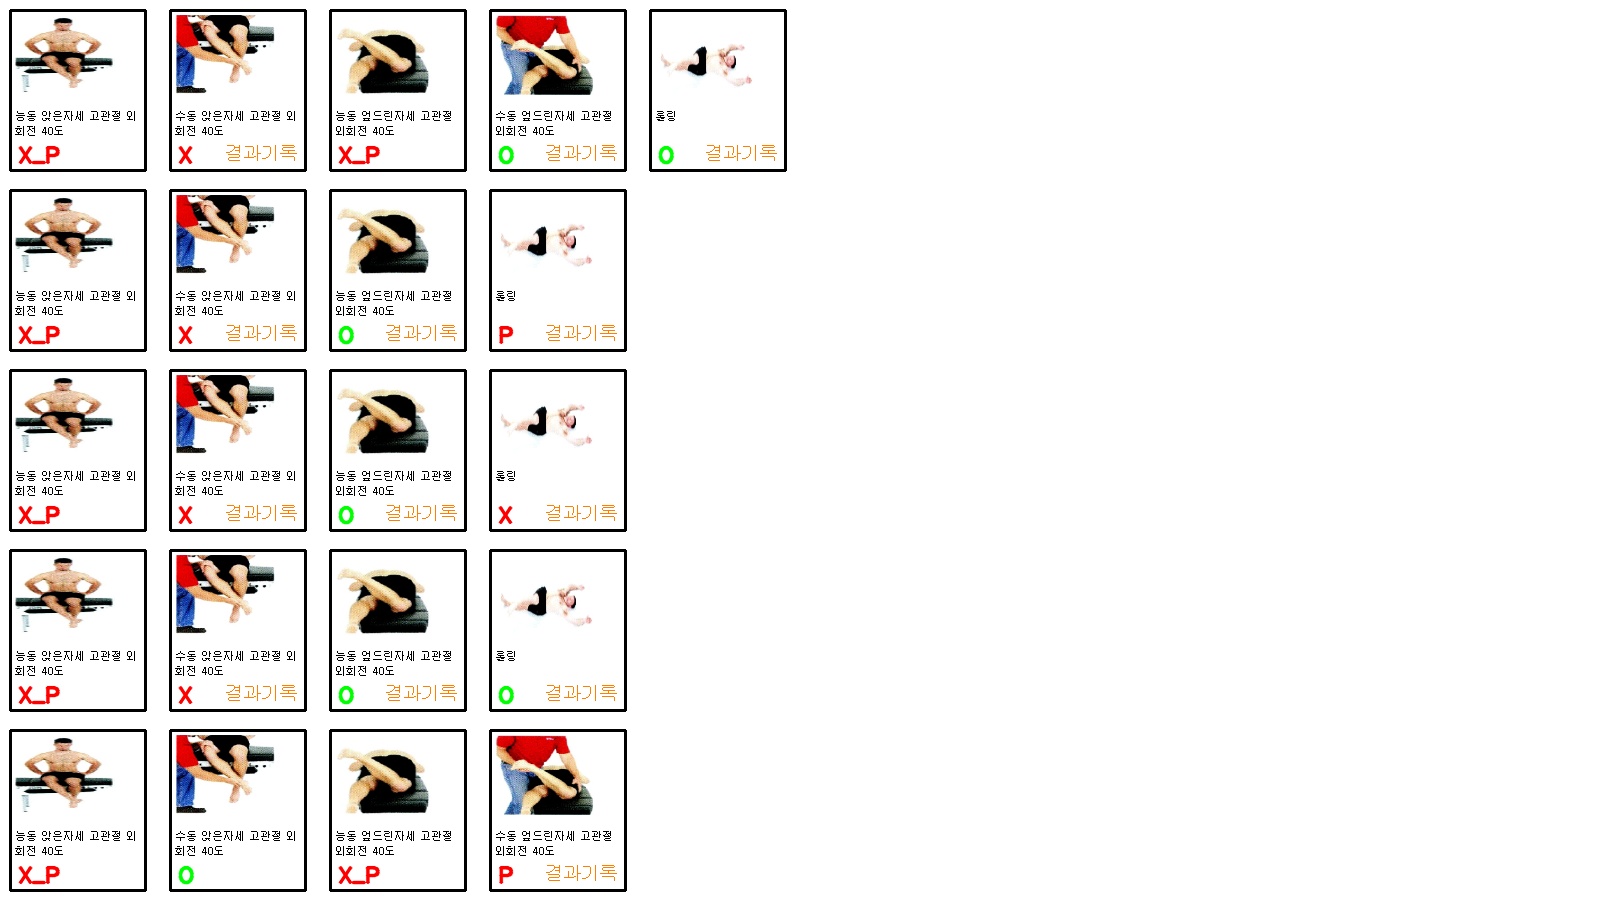 능동 앉은자세 고관절 외
회전 40도
X_P
수동 앉은자세 고관절 외
회전 40도
X 결과기록
능동 엎드린자세 고관절
외회전 40도
X_P
수동 엎드린자세 고관절
외회전 40도
O 결과기록
롤링
O 결과기록
능동 앉은자세 고관절 외
회전 40도
X_P
수동 앉은자세 고관절 외
회전 40도
X 결과기록
능동 엎드린자세 고관절
외회전 40도
O 결과기록
롤링
P 결과기록
능동 앉은자세 고관절 외
회전 40도
X_P
수동 앉은자세 고관절 외
회전 40도
X 결과기록
능동 엎드린자세 고관절
외회전 40도
O 결과기록
롤링
X 결과기록
능동 앉은자세 고관절 외
회전 40도
X_P
수동 앉은자세 고관절 외
회전 40도
X 결과기록
능동 엎드린자세 고관절
외회전 40도
O 결과기록
롤링
O 결과기록
능동 앉은자세 고관절 외
회전 40도
X_P
수동 앉은자세 고관절 외
회전 40도
O
능동 엎드린자세 고관절
외회전 40도
X_P
수동 엎드린자세 고관절
외회전 40도
P 결과기록